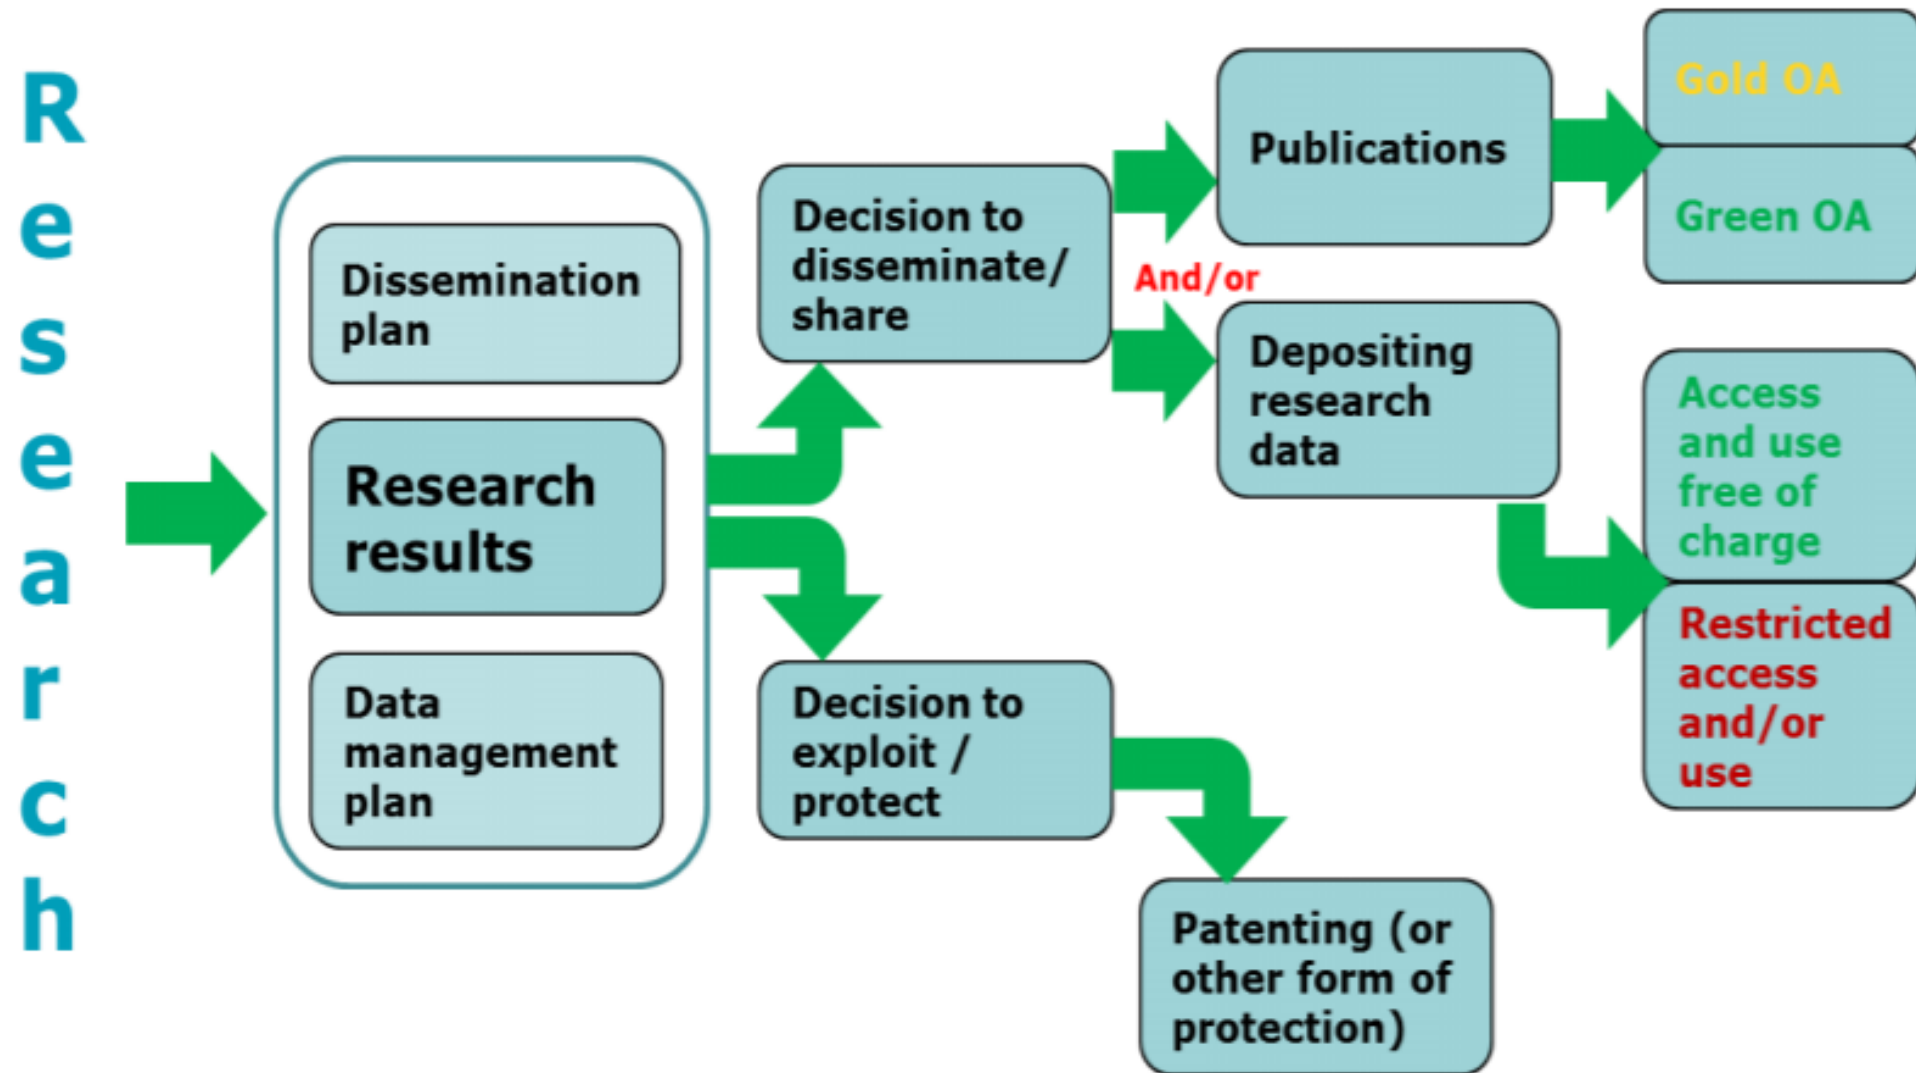 Research
Dissemination
plan
Research
results
Data
management
plan
Decision to
disseminate/
share
Decision to
exploit /
protect
And/or
Publications
Depositing
research
data
Patenting (or
other form of
protection)
Gold OA
Green OA
Access
and use
free of
charge
Restricted
access
and/or
use